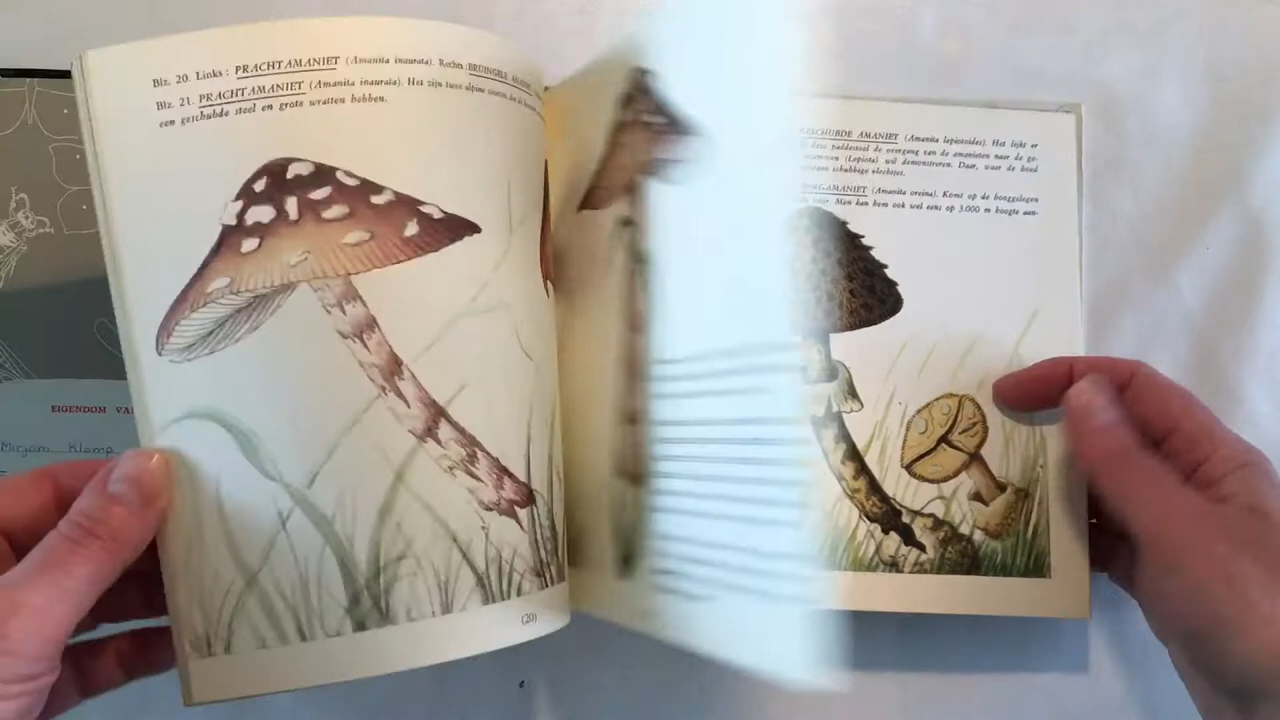 Blz. 20. Links: PRACHTAMANIET (Amanita inaurata). Rechts: BRUINGELE
Blz. 21. PRACHTAMANIET (Amanita inaurata). Het zijn twee alpine
een geschubde steel en grote wratten hebben.
(20)
GESCHUBDE AMANIET (Amanita lepiotoides). Het lijkt er
deze paddestoel de overgang van de amanieten naar de ge-
(Lepiota) wil demonstreren. Daar, waar de hoed
schubbige vlechtjes.
(Amanita oreina). Komt op de hooggelegen
voor. Men kan hem ook wel eens op 3.000 m hoogte aan-
EIGENDOM VA
Mirjam Klomp